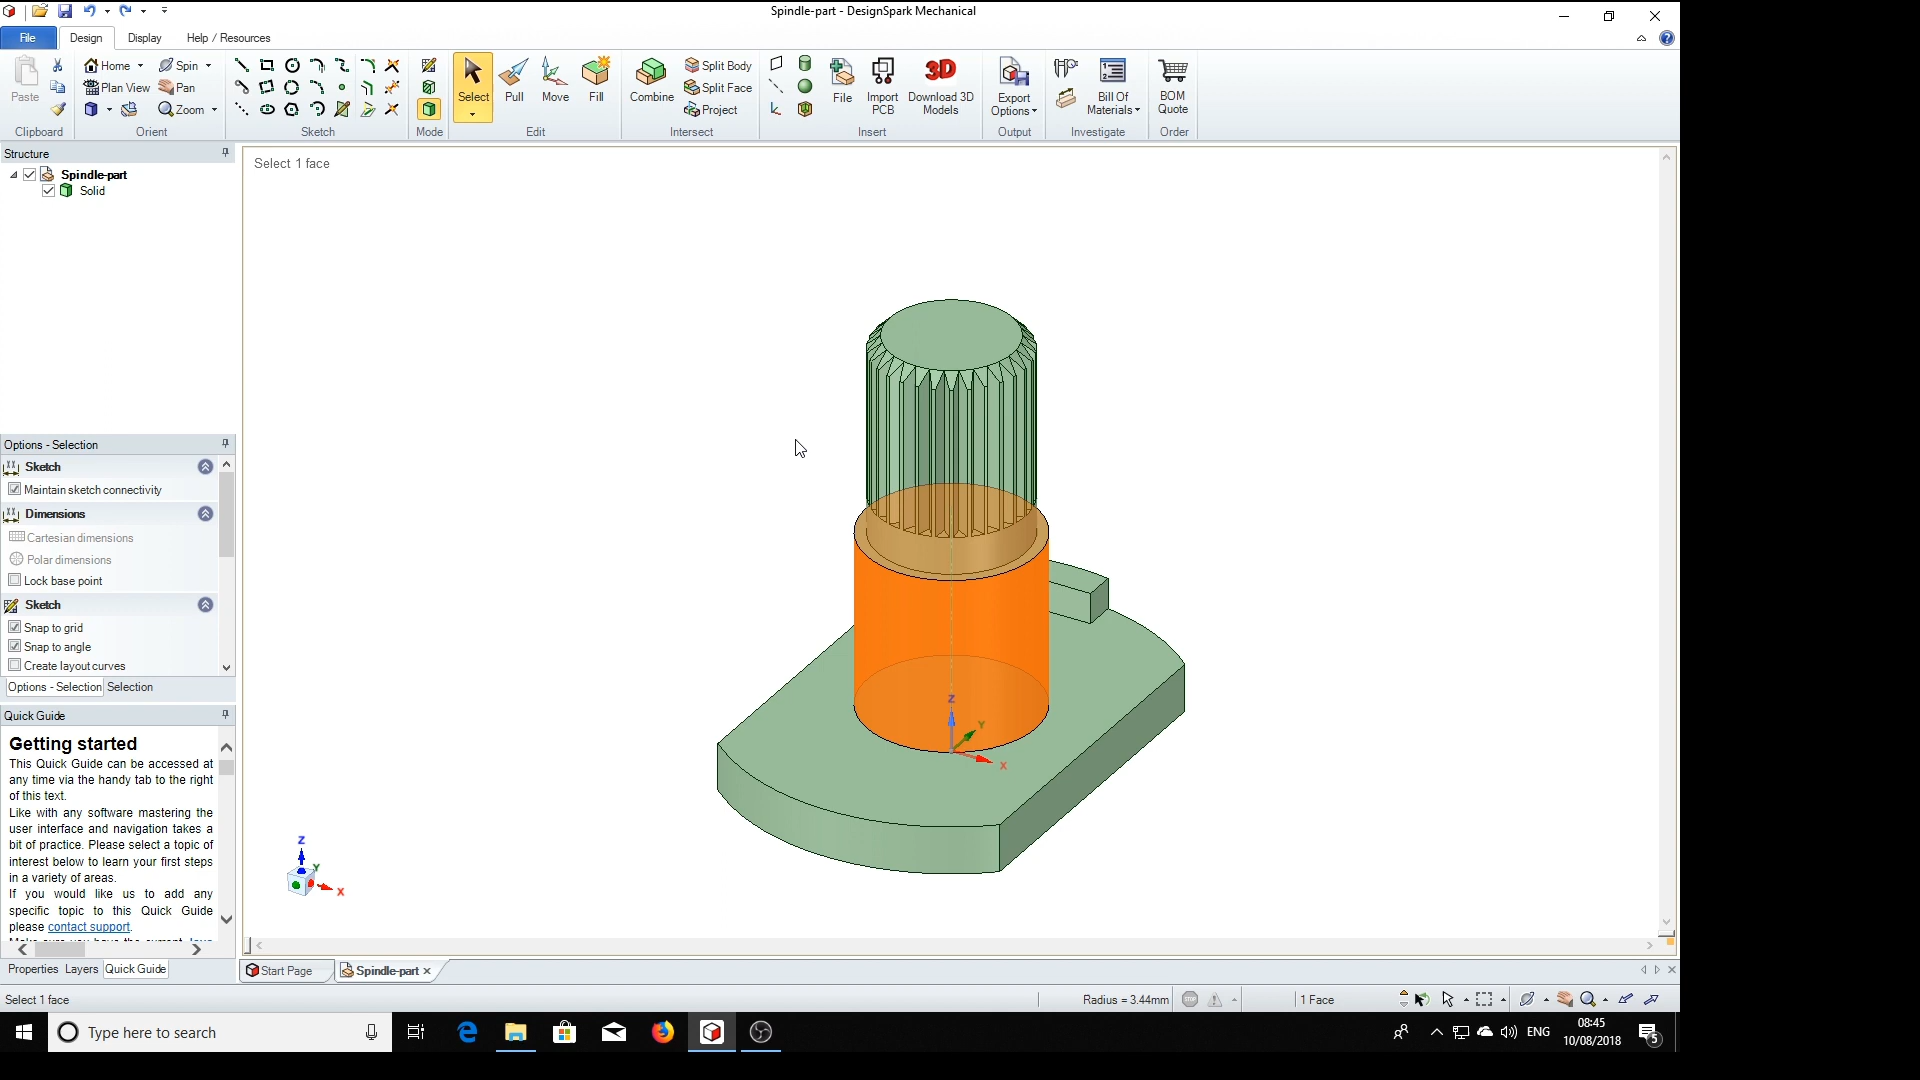 Spindle-part - DesignSpark Mechanical
File Design Display Help / Resources
Paste
Home Spin
Plan View Pan
Zoom
Select Pull Move Fill
Combine
Split Body
Split Face
Project
File
Import
PCB
3D
Download 3D
Models
Export
Options
Bill Of
Materials
BOM
Quote
Clipboard Orient Sketch Mode Edit Intersect Insert Output Investigate Order
Structure
Spindle-part
Solid
Select 1 face
Options - Selection
Sketch
Maintain sketch connectivity
Dimensions
Cartesian dimensions
Polar dimensions
Lock base point
Sketch
Snap to grid
Snap to angle
Create layout curves
Options - Selection Selection
Quick Guide
Getting started
This Quick Guide can be accessed at
any time via the handy tab to the right
of this text.
Like with any software mastering the
user interface and navigation takes a
bit of practice. Please select a topic of
interest below to learn your first steps
in a variety of areas.
If you would like us to add any
specific topic to this Quick Guide
please contact support.
Properties Layers Quick Guide
Z
Y
X
Z
Y
X
Start Page Spindle-part
Select 1 face
Radius = 3.44mm
1 Face
Type here to search
ENG
08:45
10/08/2018
5